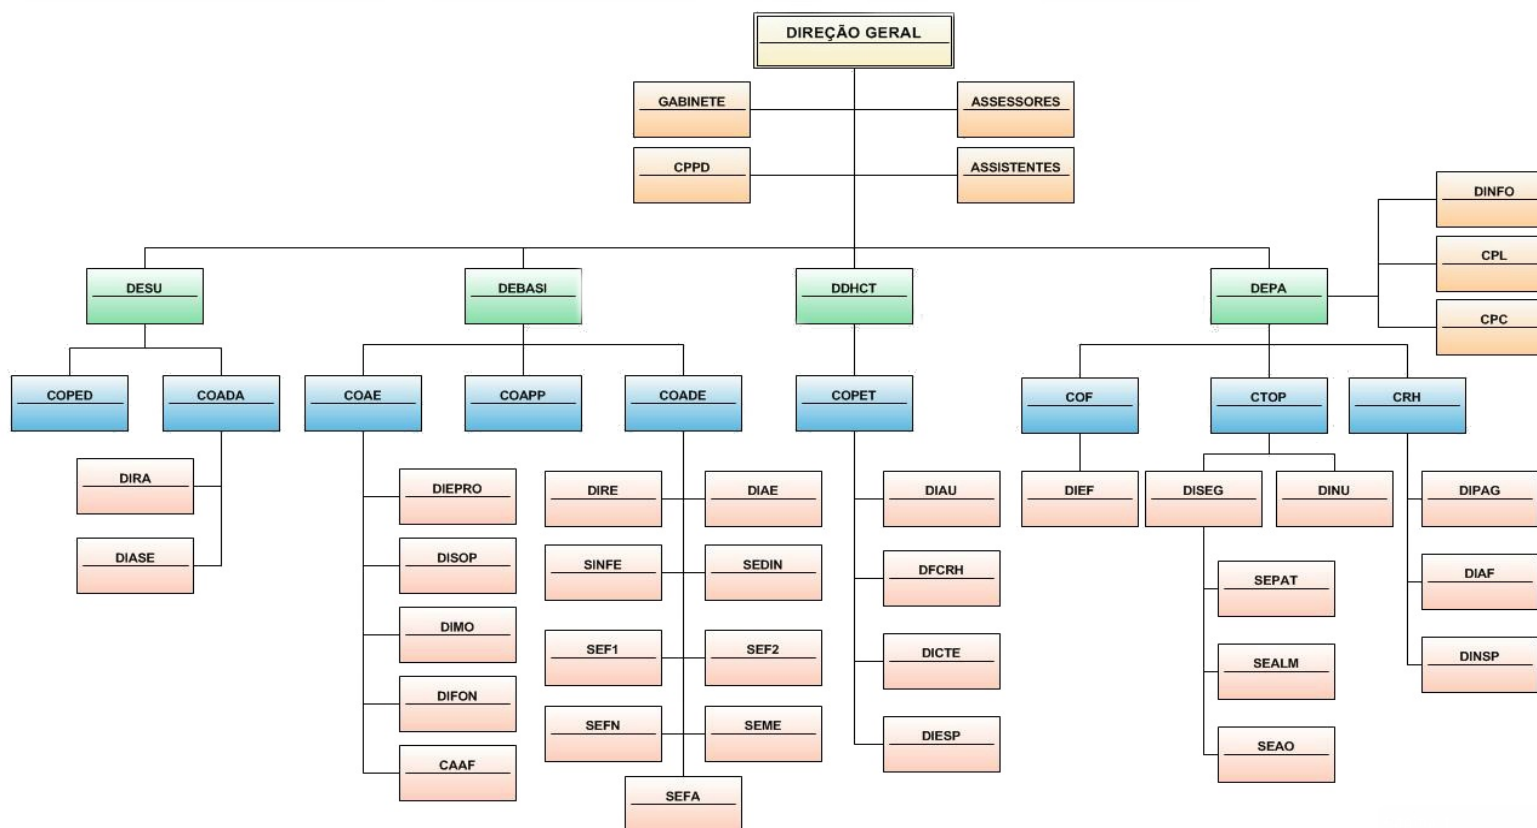 DIREÇÃO GERAL
GABINETE
ASSESSORES
CPPD
ASSISTENTES
DINFO
CPL
CPC
DESU
DEBASI
DDHCT
DEPA
COPED
COADA
COAE
COAPP
COADE
COPET
COF
CTOP
CRH
DIRA
DIASE
DIEPRO
DISOP
DIMO
DIFON
CAAF
DIRE
DIAE
SINFE
SEDIN
SEF1
SEF2
SEFN
SEME
SEFA
DIAU
DFCRH
DICTE
DIESP
DIEF
DISEG
DINU
SEPAT
SEALM
SEAO
DIPAG
DIAF
DINSP